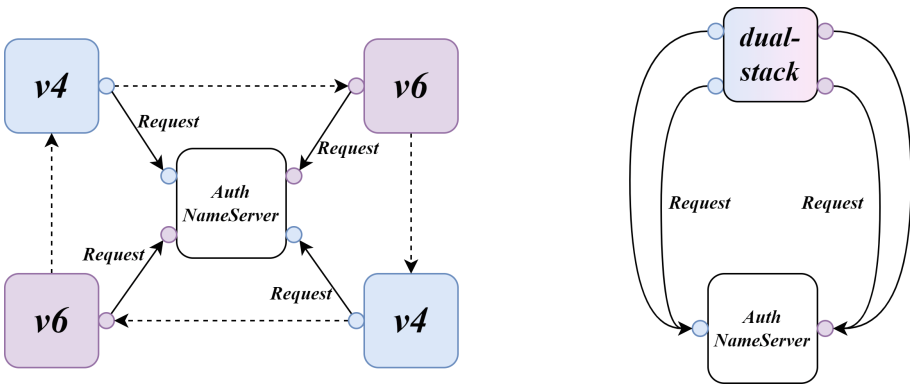 v4
v6
Request
Request
Auth
NameServer
Request
Request
v6
v4
dual-
stack
Request
Request
Auth
NameServer